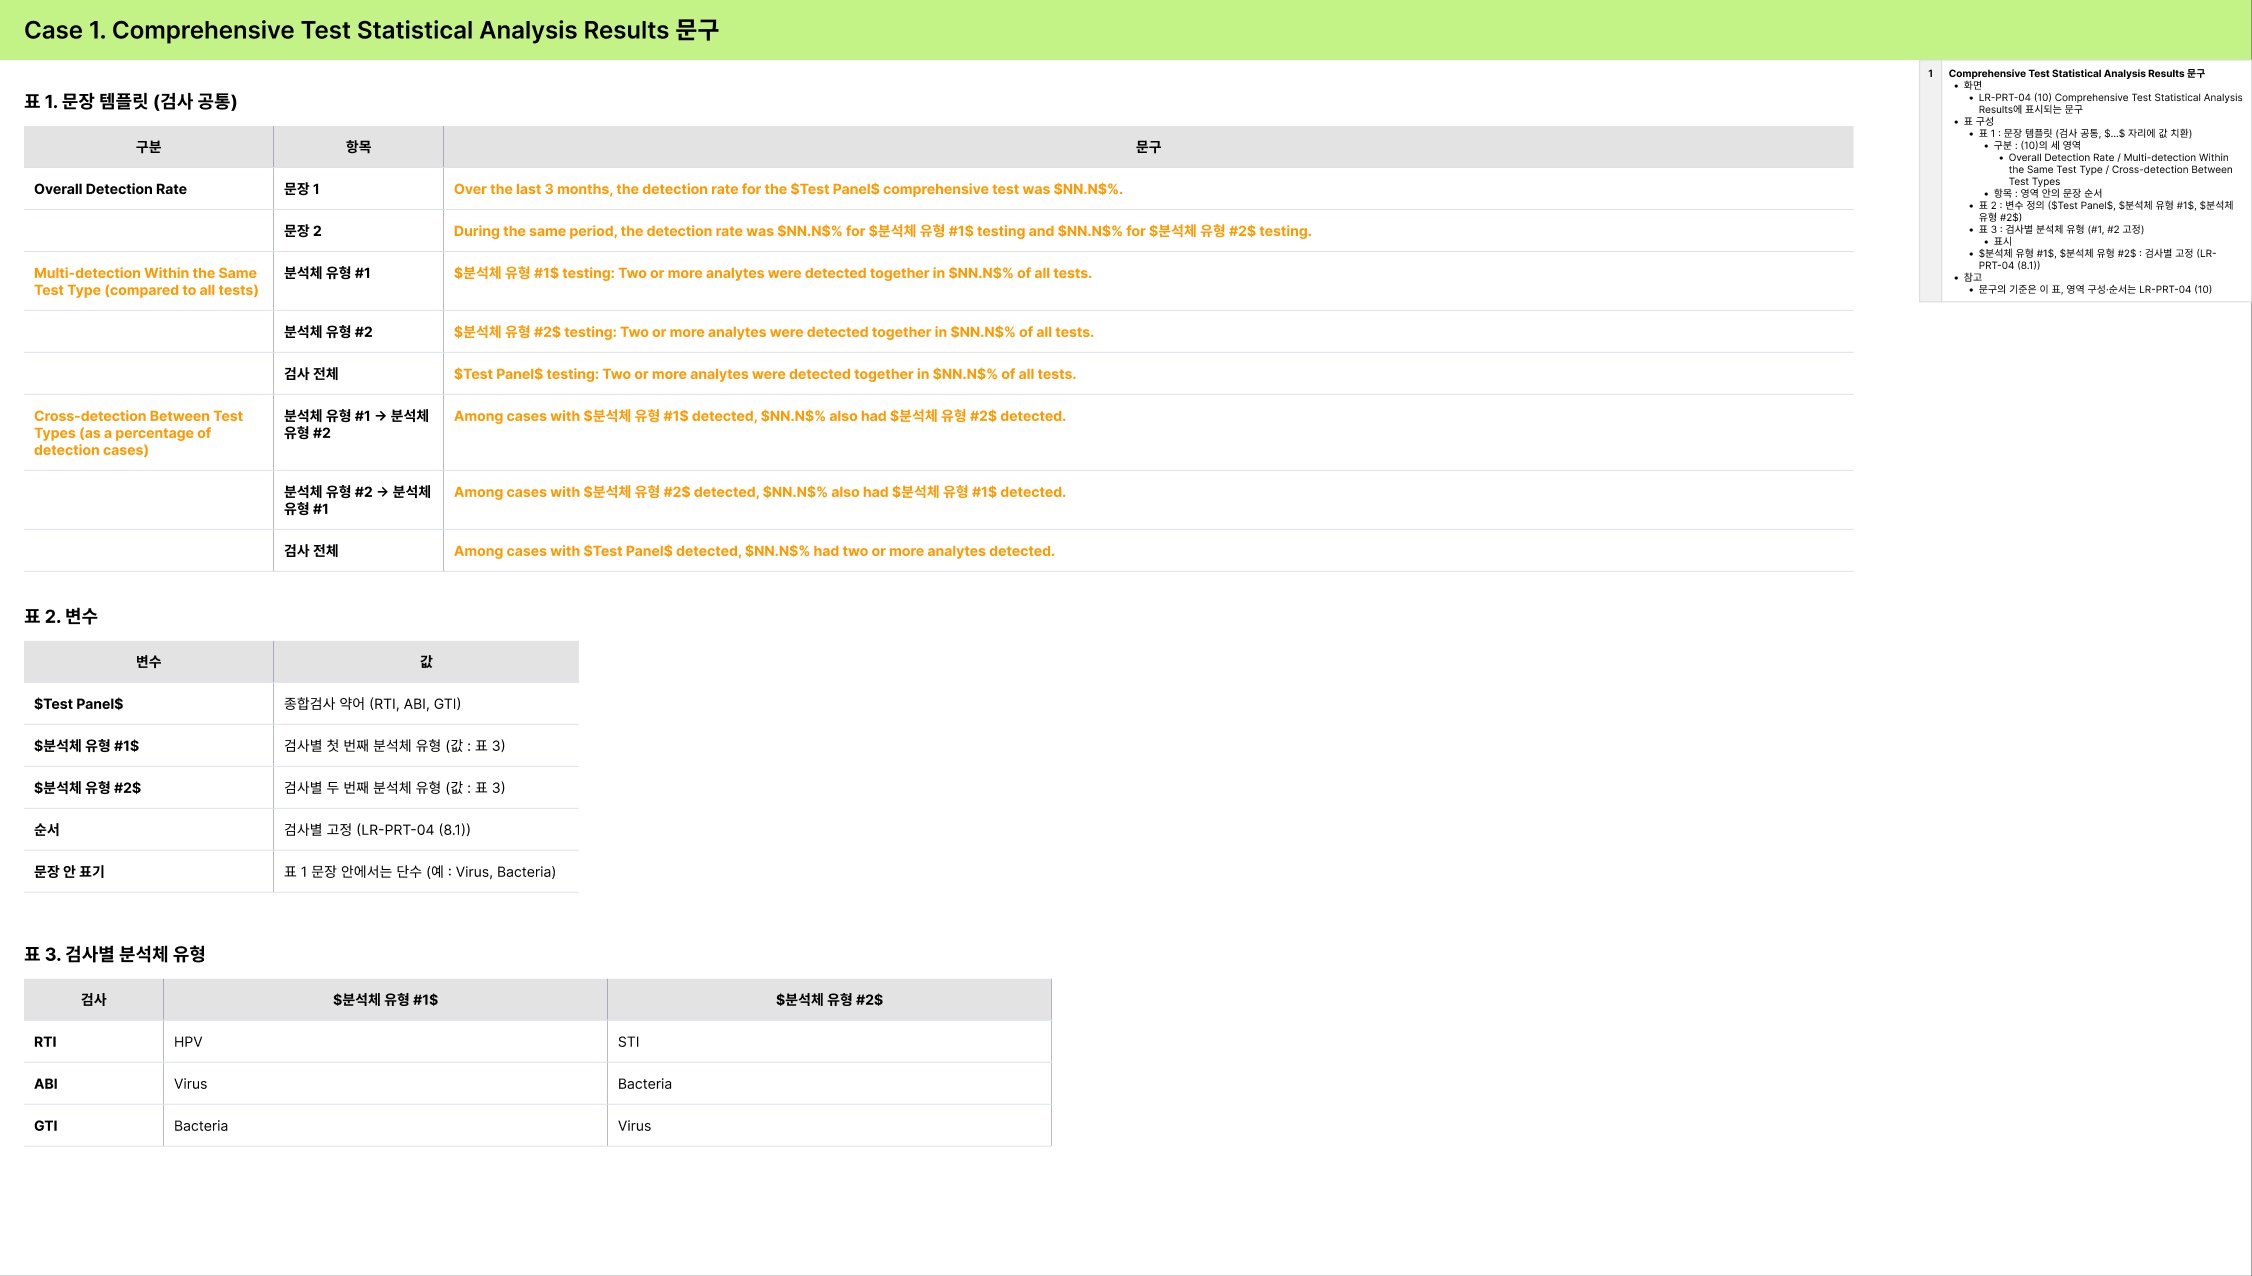 Case 1. Comprehensive Test Statistical Analysis Results 문구
표 1. 문장 템플릿 (검사 공통)
구분 항목 문구
Overall Detection Rate 문장 1 Over the last 3 months, the detection rate for the $Test Panel$ comprehensive test was $NN.N$%.
문장 2 During the same period, the detection rate was $NN.N$% for $분석체 유형 #1$ testing and $NN.N$% for $분석체 유형 #2$ testing.
Multi-detection Within the Same
Test Type (compared to all tests)
분석체 유형 #1 $분석체 유형 #1$ testing: Two or more analytes were detected together in $NN.N$% of all tests.
분석체 유형 #2 $분석체 유형 #2$ testing: Two or more analytes were detected together in $NN.N$% of all tests.
검사 전체 $Test Panel$ testing: Two or more analytes were detected together in $NN.N$% of all tests.
Cross-detection Between Test
Types (as a percentage of
detection cases)
분석체 유형 #1 → 분석체
유형 #2
Among cases with $분석체 유형 #1$ detected, $NN.N$% also had $분석체 유형 #2$ detected.
분석체 유형 #2 → 분석체
유형 #1
Among cases with $분석체 유형 #2$ detected, $NN.N$% also had $분석체 유형 #1$ detected.
검사 전체 Among cases with $Test Panel$ detected, $NN.N$% had two or more analytes detected.
표 2. 변수
변수 값
$Test Panel$ 종합검사 약어 (RTI, ABI, GTI)
$분석체 유형 #1$ 검사별 첫 번째 분석체 유형 (값 : 표 3)
$분석체 유형 #2$ 검사별 두 번째 분석체 유형 (값 : 표 3)
순서 검사별 고정 (LR-PRT-04 (8.1))
문장 안 표기 표 1 문장 안에서는 단수 (예 : Virus, Bacteria)
표 3. 검사별 분석체 유형
검사 $분석체 유형 #1$ $분석체 유형 #2$
RTI HPV STI
ABI Virus Bacteria
GTI Bacteria Virus
1 Comprehensive Test Statistical Analysis Results 문구
• 화면
• LR-PRT-04 (10) Comprehensive Test Statistical Analysis
Results에 표시되는 문구
• 표 구성
• 표 1 : 문장 템플릿 (검사 공통, $...$ 자리에 값 치환)
• 구분 : (10)의 세 영역
• Overall Detection Rate / Multi-detection Within
the Same Test Type / Cross-detection Between
Test Types
• 항목 : 영역 안의 문장 순서
• 표 2 : 변수 정의 ($Test Panel$, $분석체 유형 #1$, $분석체
유형 #2$)
• 표 3 : 검사별 분석체 유형 (#1, #2 고정)
• 표시
• $분석체 유형 #1$, $분석체 유형 #2$ : 검사별 고정 (LR-
PRT-04 (8.1))
• 참고
• 문구의 기준은 이 표, 영역 구성·순서는 LR-PRT-04 (10)